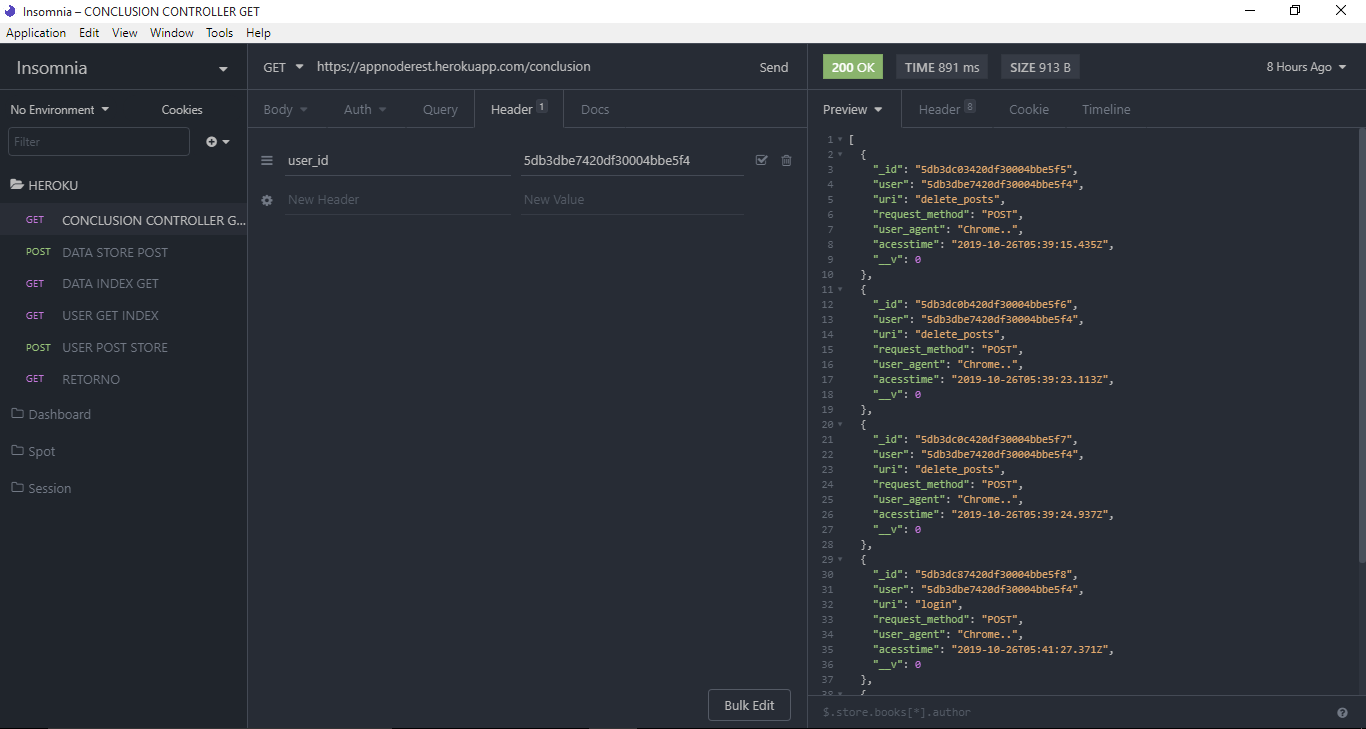 Insomnia – CONCLUSION CONTROLLER GET
Application Edit View Window Tools Help
Insomnia
No Environment Cookies
Filter
HEROKU
GET CONCLUSION CONTROLLER G...
POST DATA STORE POST
GET DATA INDEX GET
GET USER GET INDEX
POST USER POST STORE
GET RETORNO
Dashboard
Spot
Session
GET https://appnoderest.herokuapp.com/conclusion Send
Body Auth Query Header 1 Docs
user_id 5db3dbe7420df30004bbe5f4
New Header New Value
Bulk Edit
200 OK TIME 891 ms SIZE 913 B 8 Hours Ago
Preview Header 8 Cookie Timeline
1 [
2 {
3 "_id": "5db3dc03420df30004bbe5f5",
4 "user": "5db3dbe7420df30004bbe5f4",
5 "uri": "delete_posts",
6 "request_method": "POST",
7 "user_agent": "Chrome..",
8 "acesstime": "2019-10-26T05:39:15.435Z",
9 "__v": 0
10 },
11 {
12 "_id": "5db3dc0b420df30004bbe5f6",
13 "user": "5db3dbe7420df30004bbe5f4",
14 "uri": "delete_posts",
15 "request_method": "POST",
16 "user_agent": "Chrome..",
17 "acesstime": "2019-10-26T05:39:23.113Z",
18 "__v": 0
19 },
20 {
21 "_id": "5db3dc0c420df30004bbe5f7",
22 "user": "5db3dbe7420df30004bbe5f4",
23 "uri": "delete_posts",
24 "request_method": "POST",
25 "user_agent": "Chrome..",
26 "acesstime": "2019-10-26T05:39:24.937Z",
27 "__v": 0
28 },
29 {
30 "_id": "5db3dc87420df30004bbe5f8",
31 "user": "5db3dbe7420df30004bbe5f4",
32 "uri": "login",
33 "request_method": "POST",
34 "user_agent": "Chrome..",
35 "acesstime": "2019-10-26T05:41:27.371Z",
36 "__v": 0
37 },
38 {
$.store.books[*].author